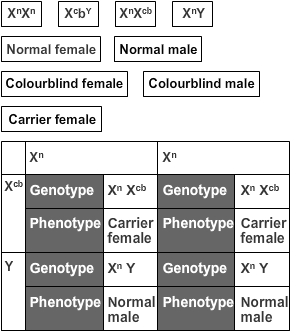 XⁿXⁿ Xᶜbʸ XⁿXᶜᵇ XⁿY
Normal female Normal male
Colourblind female Colourblind male
Carrier female
Xⁿ Xⁿ
Xᶜᵇ Genotype Xⁿ Xᶜᵇ Genotype Xⁿ Xᶜᵇ
Phenotype Carrier female Phenotype Carrier female
Y Genotype Xⁿ Y Genotype Xⁿ Y
Phenotype Normal male Phenotype Normal male